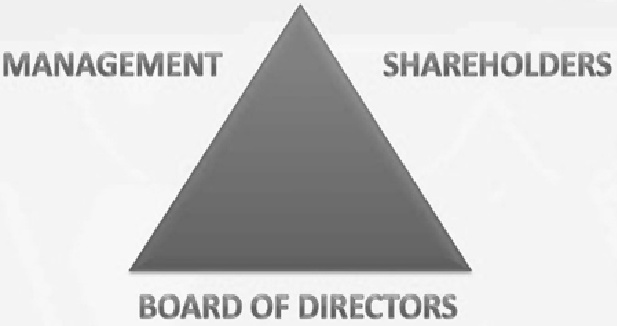 MANAGEMENT
SHAREHOLDERS
BOARD OF DIRECTORS